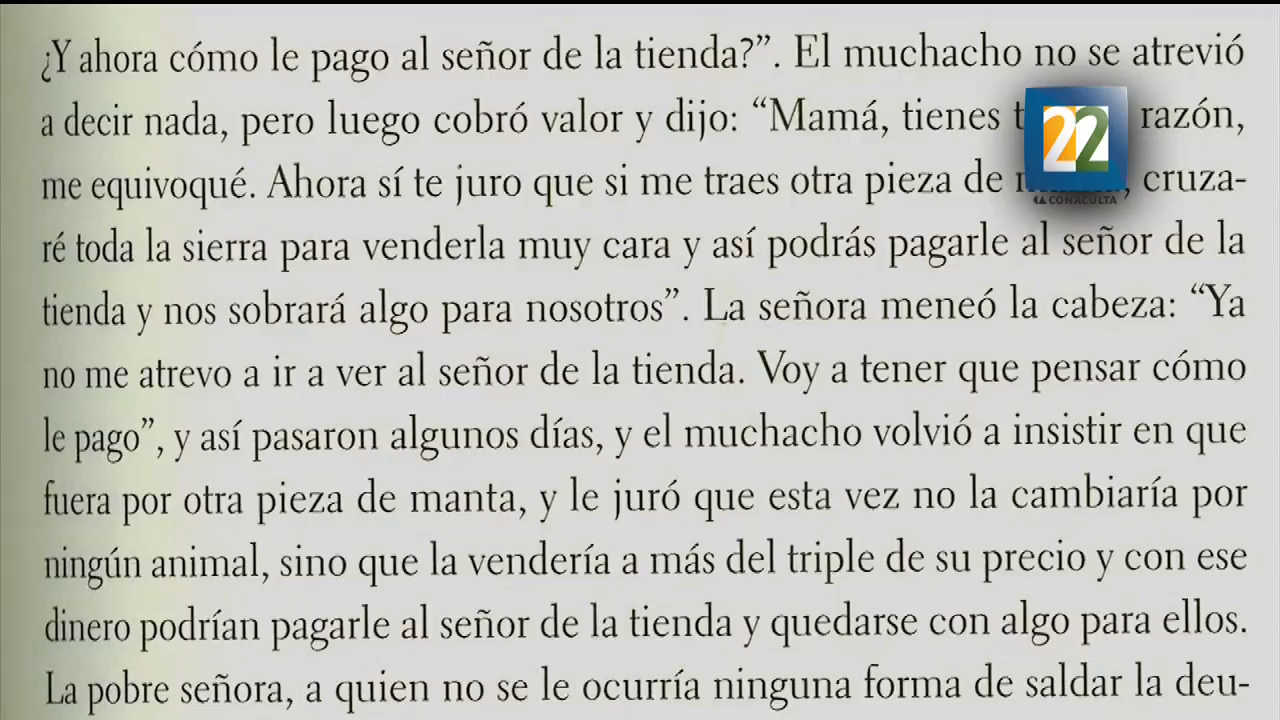 ¿Y ahora cómo le pago al señor de la tienda?”. El muchacho no se atrevió
a decir nada, pero luego cobró valor y dijo: “Mamá, tienes razón,
me equivoqué. Ahora sí te juro que si me traes otra pieza de cruza-
ré toda la sierra para venderla muy cara y así podrás pagarle al señor de la
tienda y nos sobrará algo para nosotros”. La señora meneó la cabeza: “Ya
no me atrevo a ir a ver al señor de la tienda. Voy a tener que pensar cómo
le pago”, y así pasaron algunos días, y el muchacho volvió a insistir en que
fuera por otra pieza de manta, y le juró que esta vez no la cambiaría por
ningún animal, sino que la vendería a más del triple de su precio y con ese
dinero podrían pagarle al señor de la tienda y quedarse con algo para ellos.
La pobre señora, a quien no se le ocurría ninguna forma de saldar la deu-
22
CONACULTA